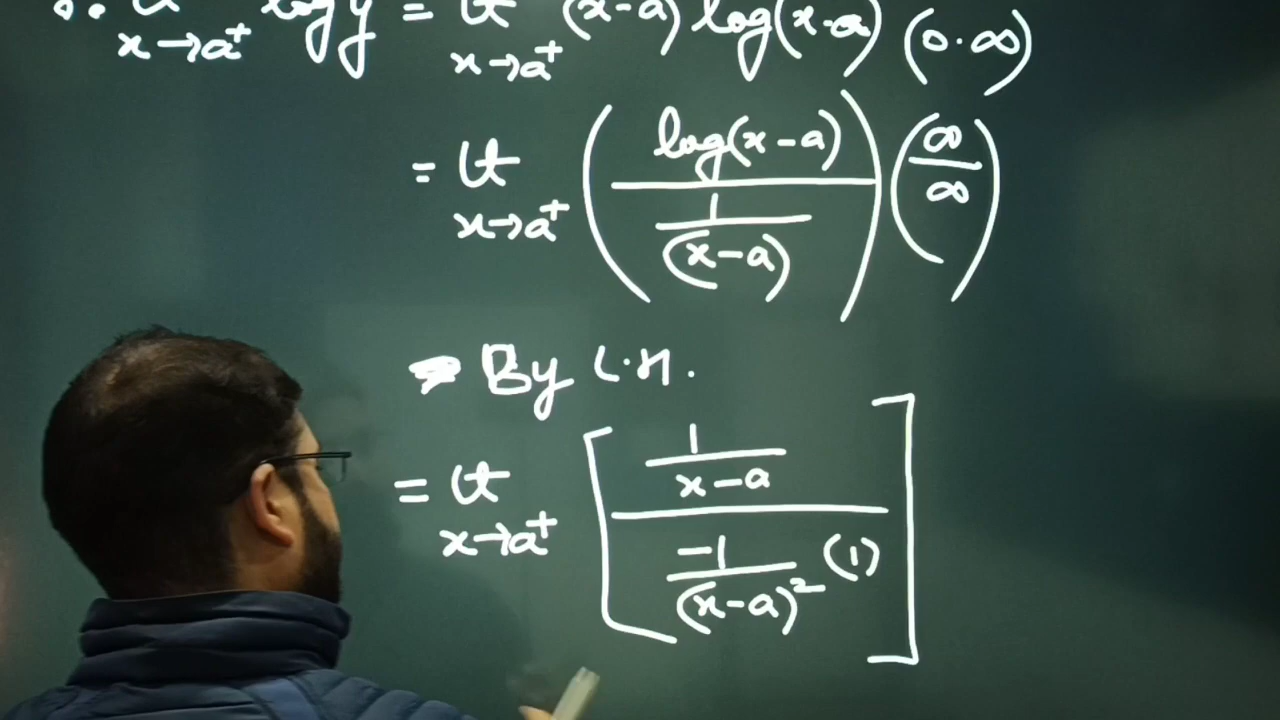 ∴ lt x→a⁺ log y = lt x→a⁺ (x-a) log(x-a) (0·∞)
= lt x→a⁺ ( log(x-a) / (1/(x-a)) ) (∞/∞)
By L.H.
= lt x→a⁺ [ (1/(x-a)) / ((-1/(x-a)²) (1)) ]